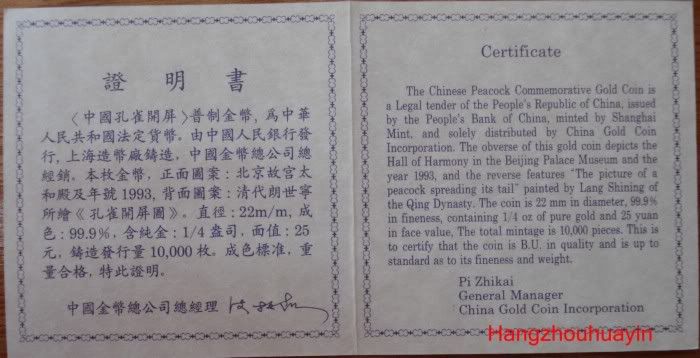 證明書
《中國孔雀開屏》普制金幣，爲中華
人民共和國法定貨幣。由中國人民銀行發
行，上海造幣廠鑄造，中國金幣總公司總
經銷。本枚金幣，正面圖案：北京故宮太
和殿及年號1993，背面圖案：清代朗世寧
所繪《孔雀開屏圖》。直徑：22m/m，成
色：99.9%，含純金：1/4 盎司，面值：25
元，鑄造發行量 10,000 枚。成色標准，重
量合格，特此證明。
中國金幣總公司總經理
Certificate
The Chinese Peacock Commemorative Gold Coin is
a Legal tender of the People's Republic of China, issued
by the People's Bank of China, minted by Shanghai
Mint, and solely distributed by China Gold Coin
Incorporation. The obverse of this gold coin depicts the
Hall of Harmony in the Beijing Palace Museum and the
year 1993, and the reverse features "The picture of a
peacock spreading its tail" painted by Lang Shining of
the Qing Dynasty. The coin is 22 mm in diameter, 99.9%
in fineness, containing 1/4 oz of pure gold and 25 yuan
in face value, The total mintage is 10,000 pieces. This is
to certify that the coin is B.U. in quality and is up to
standard as to its fineness and weight.
Pi Zhikai
General Manager
China Gold Coin Incorporation
Hangzhouhuayin